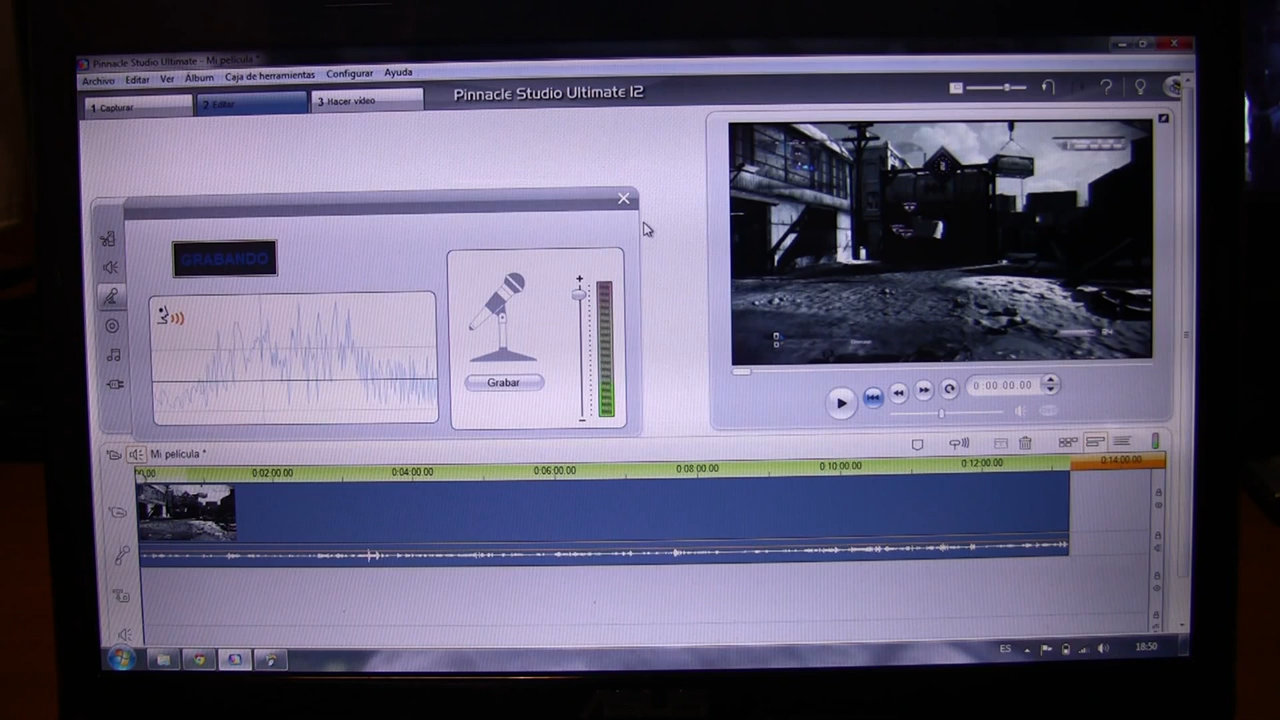 Pinnacle Studio Ultimate - Mi película *
Archivo Editar Ver Álbum Caja de herramientas Configurar Ayuda
1 Capturar 2 Editar 3 Hacer vídeo Pinnacle Studio Ultimate 12
GRABANDO
Grabar
0:00:00.00
Mi película *
0:02:00.00 0:04:00.00 0:06:00.00 0:08:00.00 0:10:00.00 0:12:00.00 0:14:00.00
ES 18:50